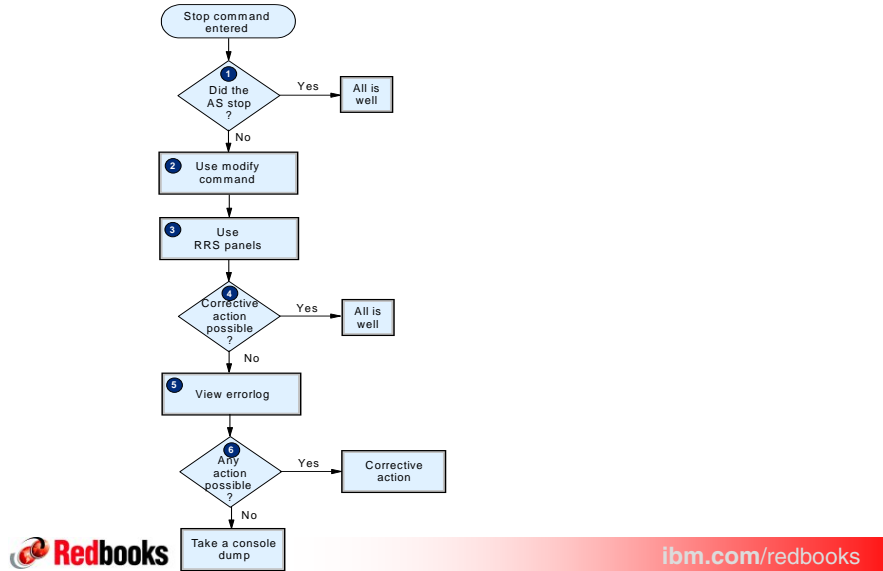 Stop command
entered
1
Did the
AS stop
?
Yes
All is
well
No
2
Use modify
command
3
Use
RRS panels
4
Corrective
action
possible
?
Yes
All is
well
No
5
View errorlog
6
Any
action
possible
?
Yes
Corrective
action
No
Take a console
dump
Redbooks
ibm.com/redbooks